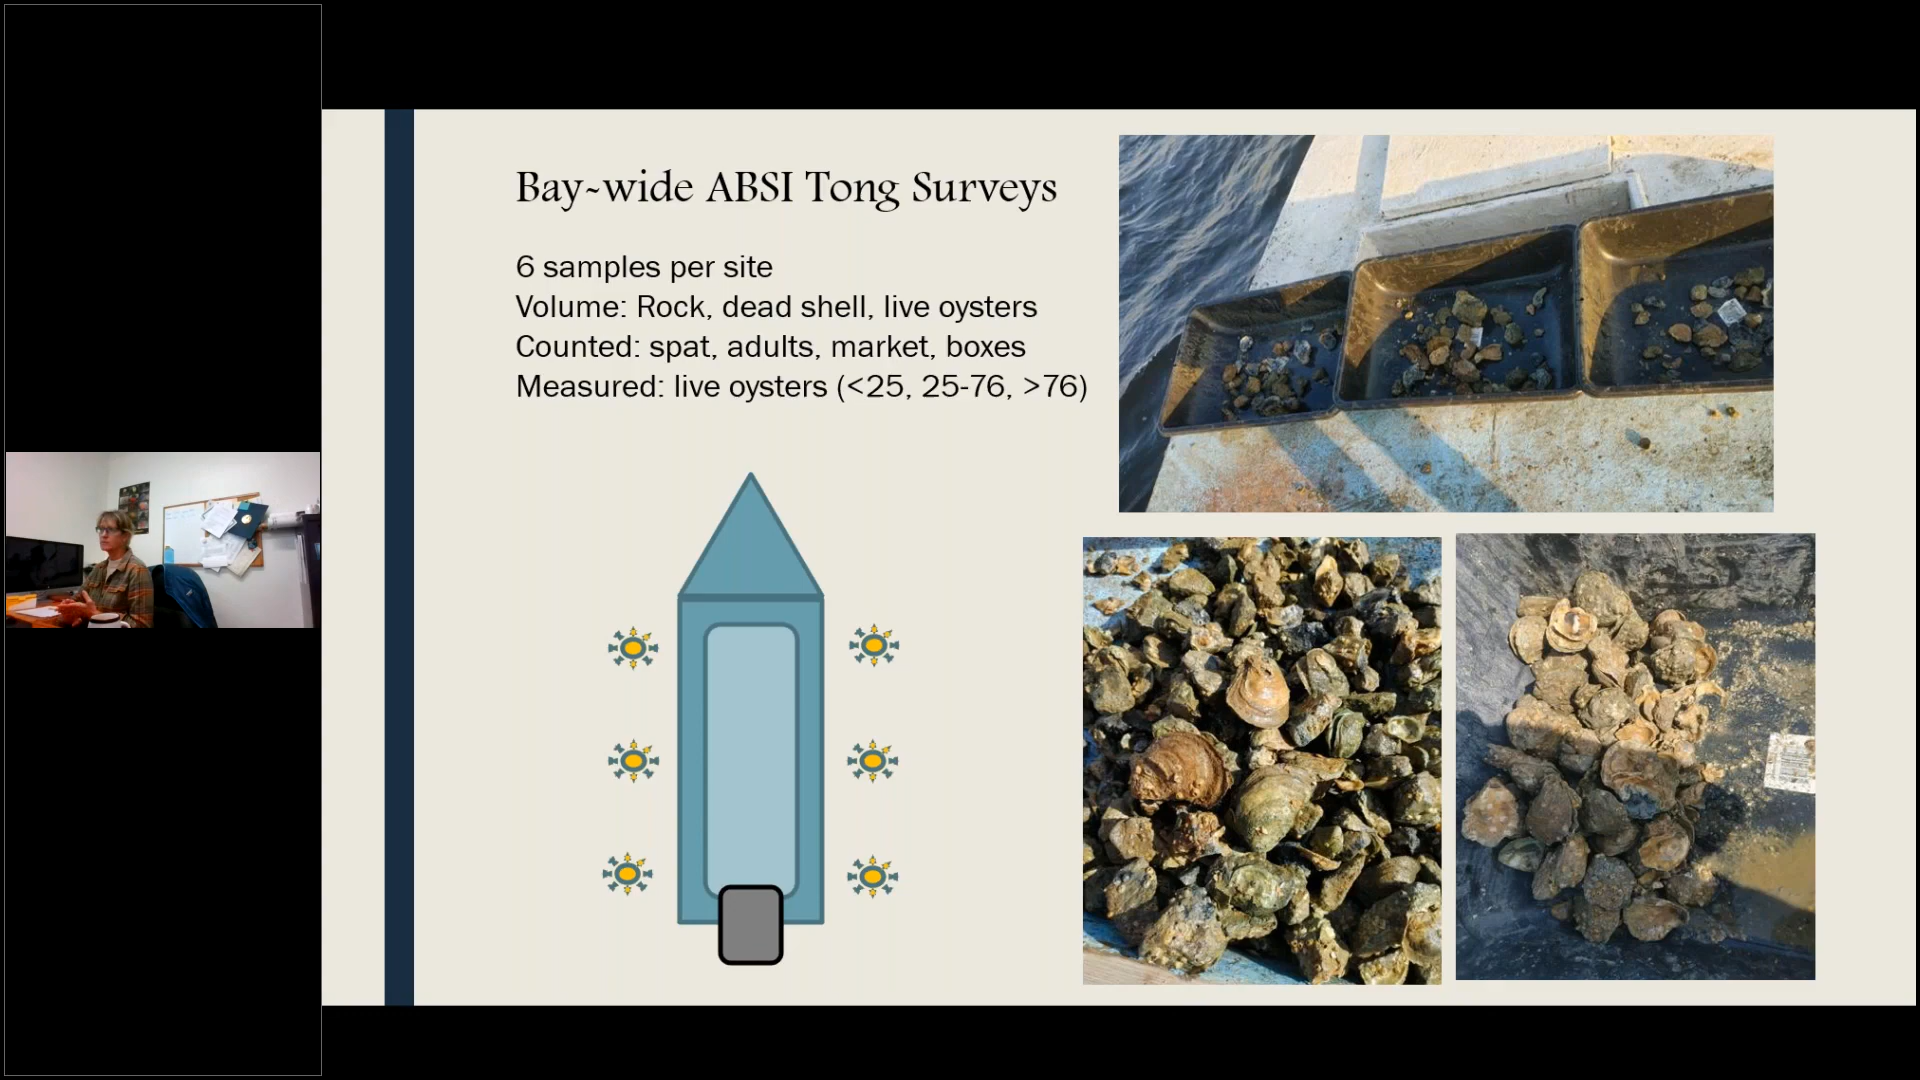 Bay-wide ABSI Tong Surveys
6 samples per site
Volume: Rock, dead shell, live oysters
Counted: spat, adults, market, boxes
Measured: live oysters (<25, 25-76, >76)